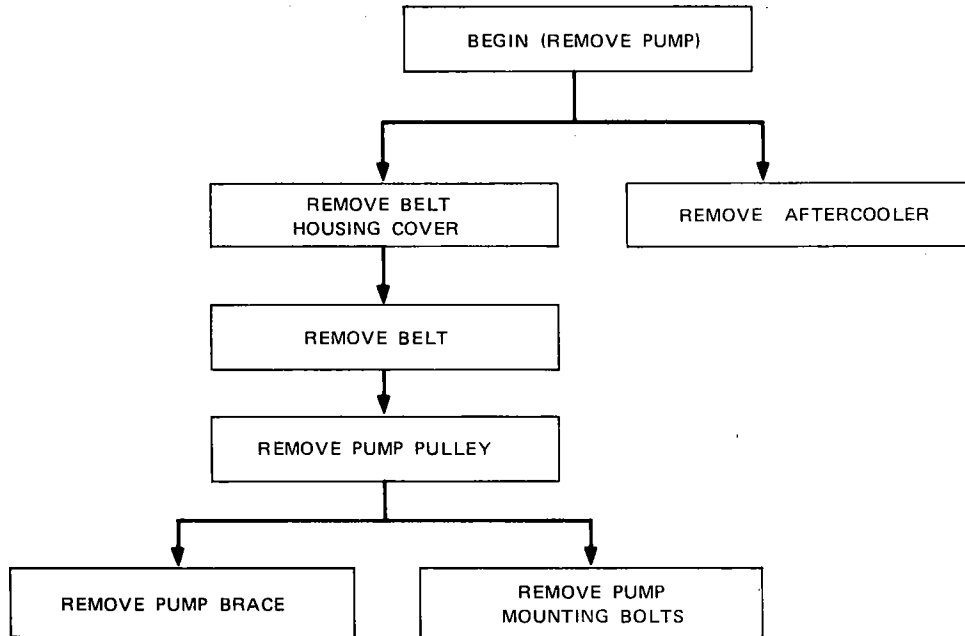 BEGIN (REMOVE PUMP)
REMOVE BELT
HOUSING COVER
REMOVE AFTERCOOLER
REMOVE BELT
REMOVE PUMP PULLEY
REMOVE PUMP BRACE
REMOVE PUMP
MOUNTING BOLTS